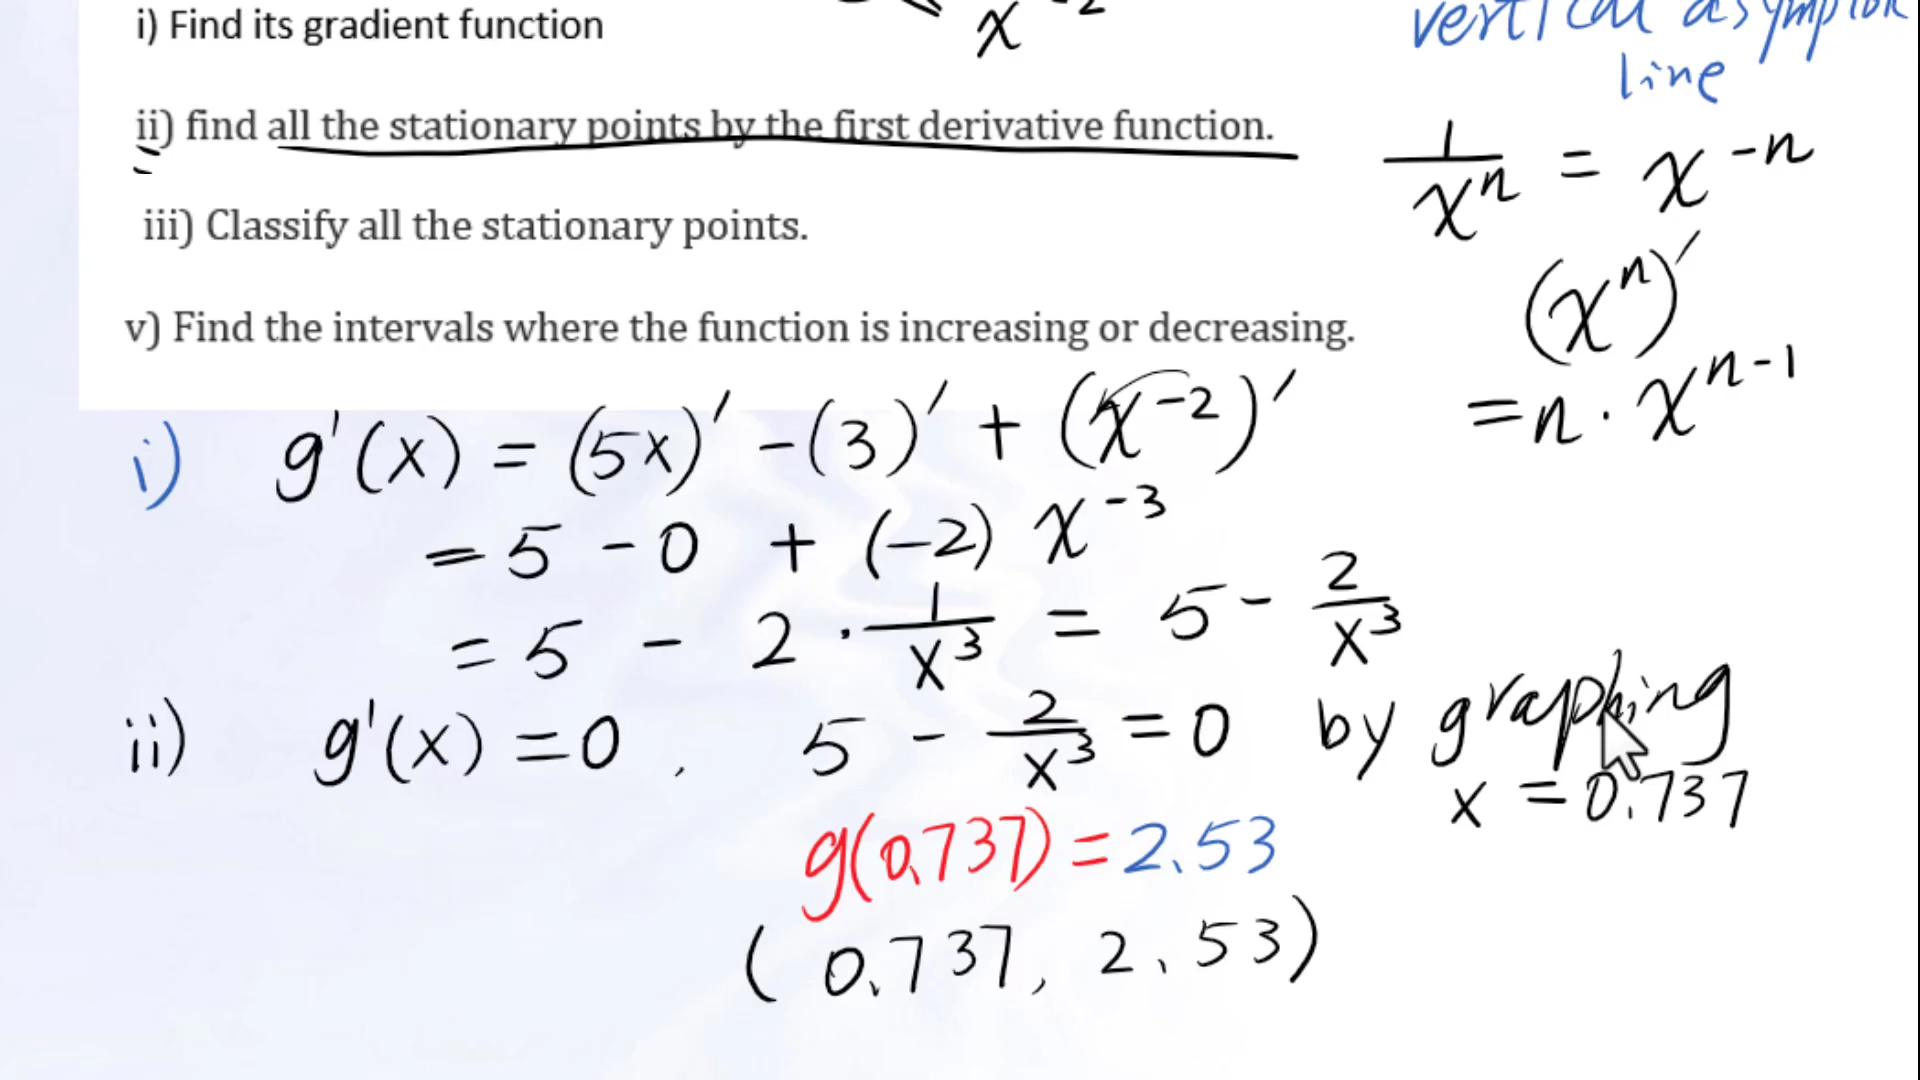 i) Find its gradient function
x⁻²
vertical
line
ii) find all the stationary points by the first derivative function.
1/xⁿ = x⁻ⁿ
iii) Classify all the stationary points.
(xⁿ)′
= n · xⁿ⁻¹
v) Find the intervals where the function is increasing or decreasing.
i) g′(x) = (5x)′ − (3)′ + (x⁻²)′
= 5 − 0 + (−2) x⁻³
= 5 − 2 · 1/x³ = 5 − 2/x³
ii) g′(x) = 0 , 5 − 2/x³ = 0 by graphing
x = 0.737
g(0.737) = 2.53
(0.737, 2.53)